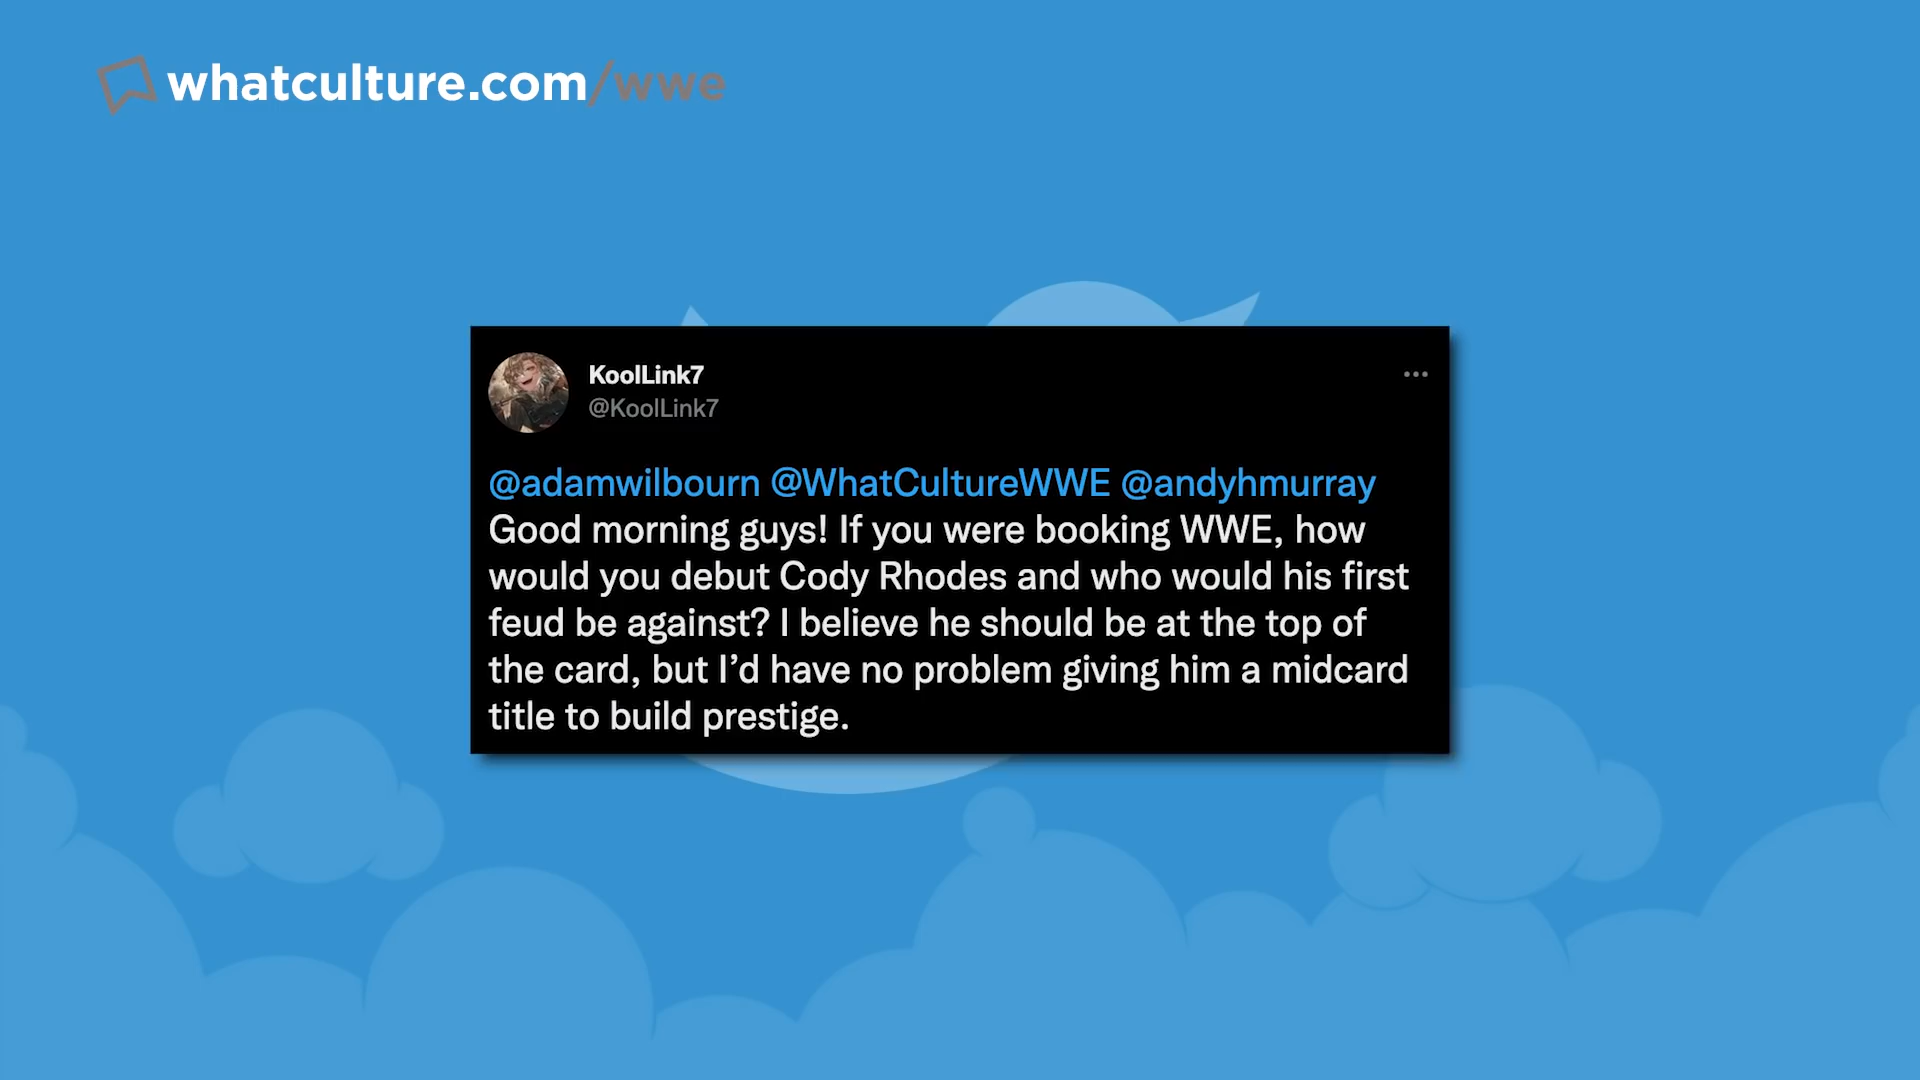 whatculture.com/wwe
KoolLink7
@KoolLink7
@adamwilbourn @WhatCultureWWE @andyhmurray
Good morning guys! If you were booking WWE, how
would you debut Cody Rhodes and who would his first
feud be against? I believe he should be at the top of
the card, but I’d have no problem giving him a midcard
title to build prestige.